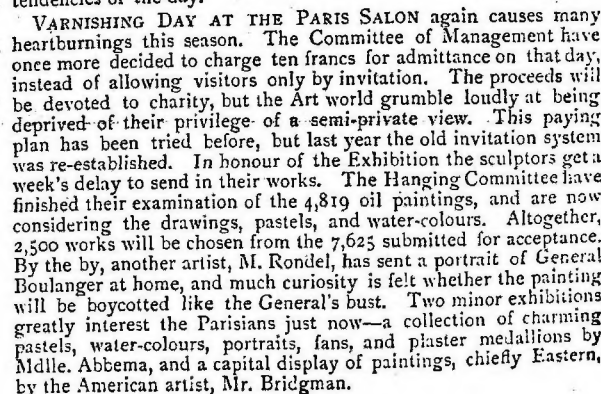 tendencies of the day.
VARNISHING DAY AT THE PARIS SALON again causes many
heartburnings this season. The Committee of Management have
once more decided to charge ten francs for admittance on that day,
instead of allowing visitors only by invitation. The proceeds will
be devoted to charity, but the Art world grumble loudly at being
deprived of their privilege of a semi-private view. This paying
plan has been tried before, but last year the old invitation system
was re-established. In honour of the Exhibition the sculptors get a
week's delay to send in their works. The Hanging Committee have
finished their examination of the 4,819 oil paintings, and are now
considering the drawings, pastels, and water-colours. Altogether,
2,500 works will be chosen from the 7,625 submitted for acceptance.
By the by, another artist, M. Rondel, has sent a portrait of General
Boulanger at home, and much curiosity is felt whether the painting
will be boycotted like the General's bust. Two minor exhibitions
greatly interest the Parisians just now—a collection of charming
pastels, water-colours, portraits, fans, and plaster medallions by
Mdlle. Abbema, and a capital display of paintings, chiefly Eastern,
by the American artist, Mr. Bridgman.